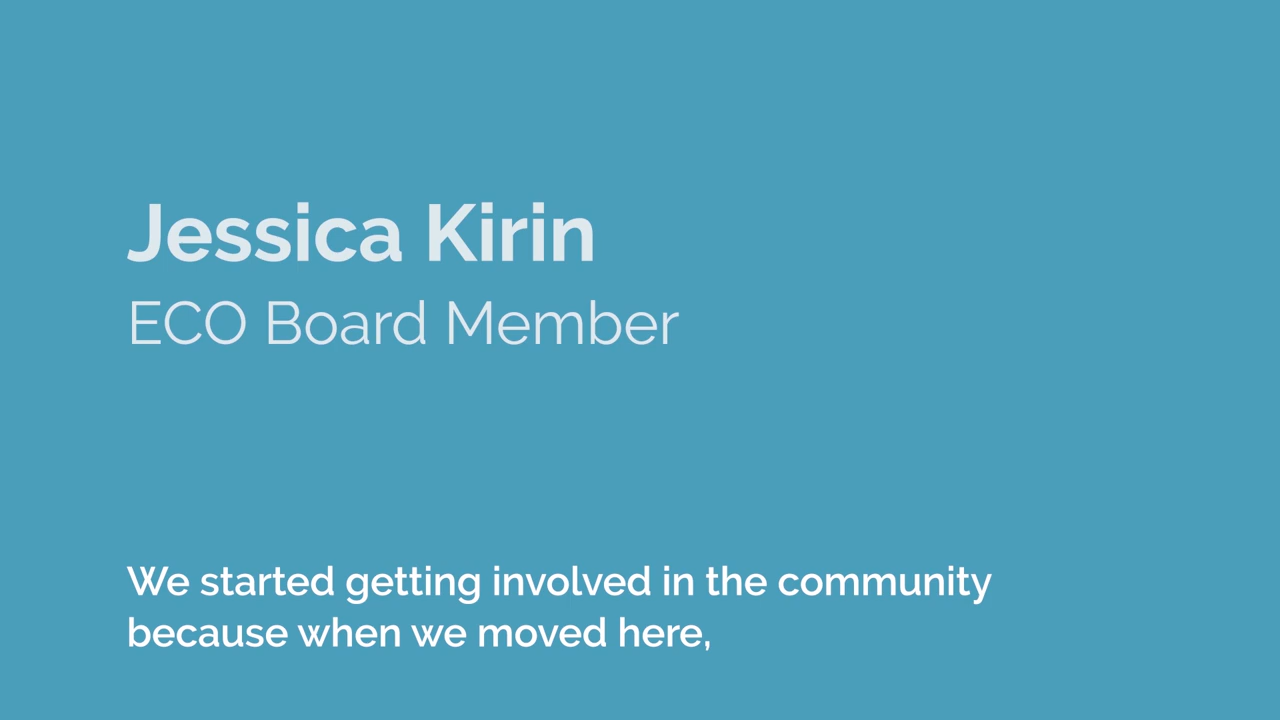 Jessica Kirin
ECO Board Member
We started getting involved in the community
because when we moved here,